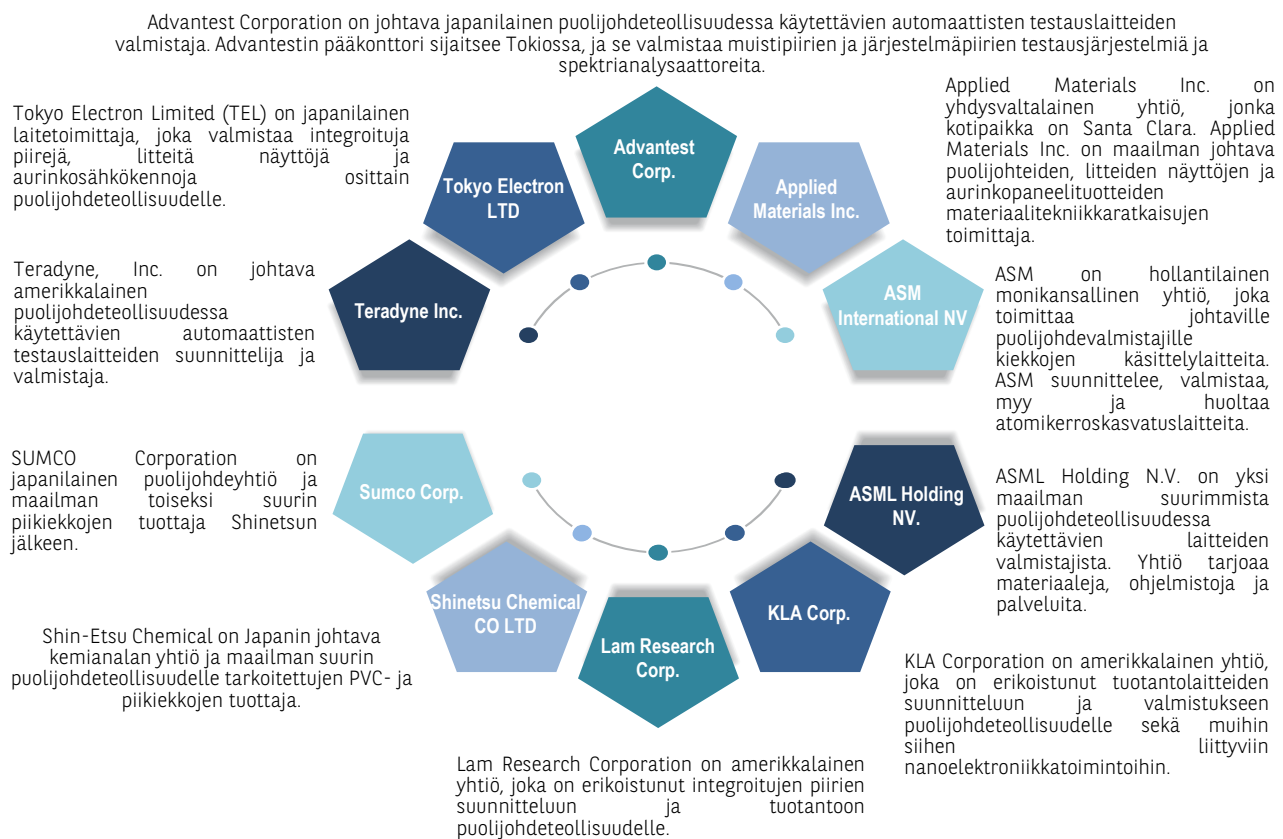 Advantest Corporation on johtava japanilainen puolijohdeteollisuudessa käytettävien automaattisten testauslaitteiden
valmistaja. Advantestin pääkonttori sijaitsee Tokiossa, ja se valmistaa muistipiirien ja järjestelmäpiirien testausjärjestelmiä ja
spektrianalysaattoreita.
Tokyo Electron Limited (TEL) on japanilainen
laitetoimittaja, joka valmistaa integroituja
piirejä, litteitä näyttöjä ja
aurinkosähkökennoja osittain
puolijohdeteollisuudelle.
Tokyo Electron
LTD
Advantest
Corp.
Applied
Materials Inc.
Applied Materials Inc. on
yhdysvaltalainen yhtiö, jonka
kotipaikka on Santa Clara. Applied
Materials Inc. on maailman johtava
puolijohteiden, litteiden näyttöjen ja
aurinkopaneelituotteiden
materiaalitekniikkaratkaisujen
toimittaja.
Teradyne, Inc. on johtava
amerikkalainen
puolijohdeteollisuudessa
käytettävien automaattisten
testauslaitteiden suunnittelija ja
valmistaja.
Teradyne Inc.
ASM
International NV
ASM on hollantilainen
monikansallinen yhtiö, joka
toimittaa johtaville
puolijohdevalmistajille
kiekkojen käsittelylaitteita.
ASM suunnittelee, valmistaa,
myy ja huoltaa
atomikerroskasvatuslaitteita.
SUMCO Corporation on
japanilainen puolijohdeyhtiö ja
maailman toiseksi suurin
piikiekkojen tuottaja Shinetsun
jälkeen.
Sumco Corp.
ASML Holding
NV.
ASML Holding N.V. on yksi
maailman suurimmista
puolijohdeteollisuudessa
käytettävien laitteiden
valmistajista. Yhtiö tarjoaa
materiaaleja, ohjelmistoja ja
palveluita.
Shin-Etsu Chemical on Japanin johtava
kemianalan yhtiö ja maailman suurin
puolijohdeteollisuudelle tarkoitettujen PVC- ja
piikiekkojen tuottaja.
Shinetsu Chemical
CO LTD
Lam Research
Corp.
KLA Corp.
KLA Corporation on amerikkalainen yhtiö,
joka on erikoistunut tuotantolaitteiden
suunnitteluun ja valmistukseen
puolijohdeteollisuudelle sekä muihin
siihen liittyviin
nanoelektroniikkatoimintoihin.
Lam Research Corporation on amerikkalainen
yhtiö, joka on erikoistunut integroitujen piirien
suunnitteluun ja tuotantoon
puolijohdeteollisuudelle.